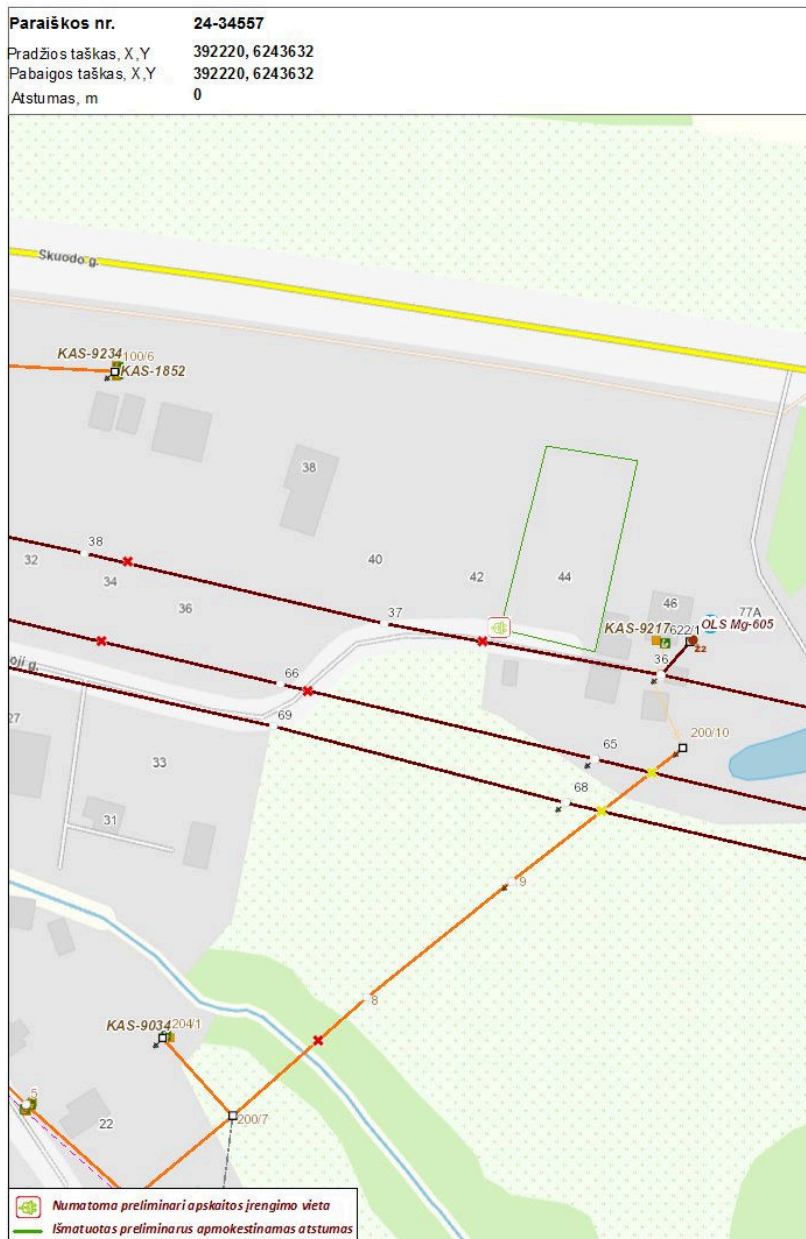 Paraiškos nr. 24-34557
Pradžios taškas, X,Y 392220, 6243632
Pabaigos taškas, X,Y 392220, 6243632
Atstumas, m 0
Skuodo g.
KAS-9234 100/6
KAS-1852
38
38
32
34
36
40
37
42
44
46
77A
KAS-9217 622/1 OLS Mg-605
22
36
oji g.
66
69
27
33
31
65
68
200/10
9
8
KAS-9034 204/1
5
22
200/7
Numatoma preliminari apskaitos įrengimo vieta
Išmatuotas preliminarus apmokestinamas atstumas